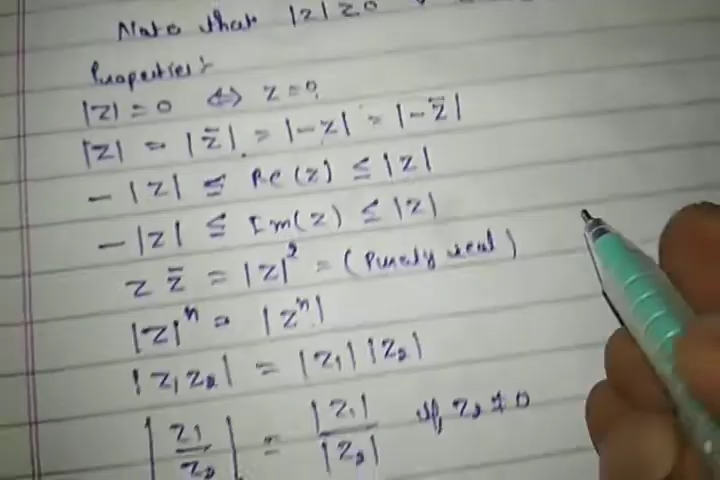 Note that |z| ≥ 0
Properties:-
|z| = 0 ⇔ z = 0.
|z| = |z̄| = |-z| = |-z̄|
- |z| ≤ Re(z) ≤ |z|
- |z| ≤ Im(z) ≤ |z|
z z̄ = |z|² = (Purely real)
|z|ⁿ = |zⁿ|
|z₁z₂| = |z₁| |z₂|
|z₁/z₂| = |z₁|/|z₂| if, z₂ ≠ 0